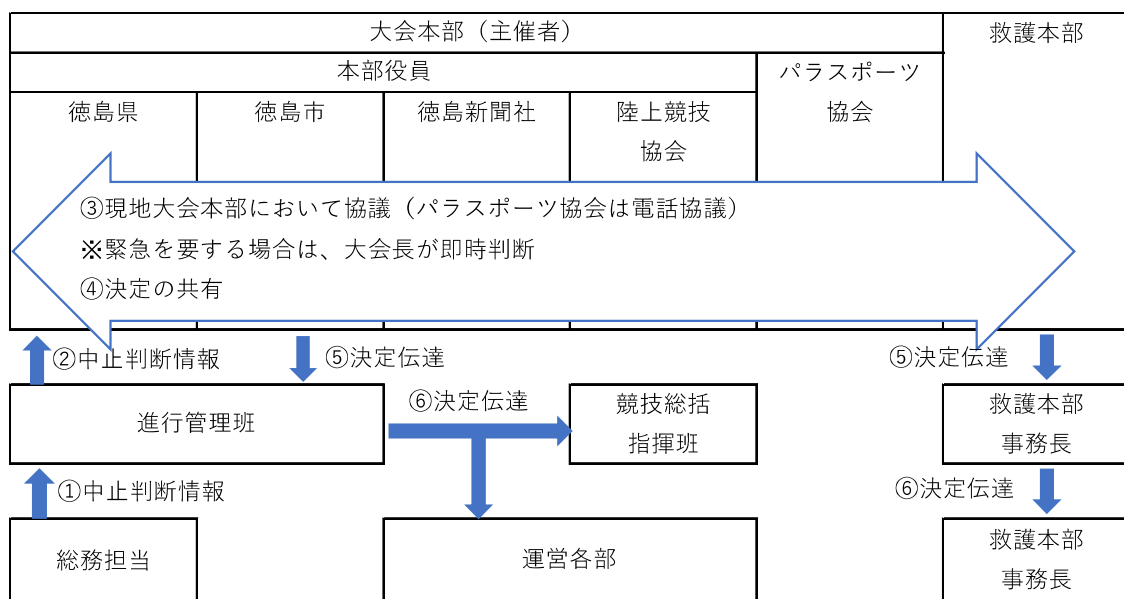 大会本部（主催者）
救護本部
本部役員
パラスポーツ
協会
徳島県
徳島市
徳島新聞社
陸上競技
協会
③現地大会本部において協議（パラスポーツ協会は電話協議）
※緊急を要する場合は、大会長が即時判断
④決定の共有
②中止判断情報
⑤決定伝達
⑤決定伝達
進行管理班
⑥決定伝達
競技総括
指揮班
救護本部
事務長
①中止判断情報
⑥決定伝達
総務担当
運営各部
救護本部
事務長